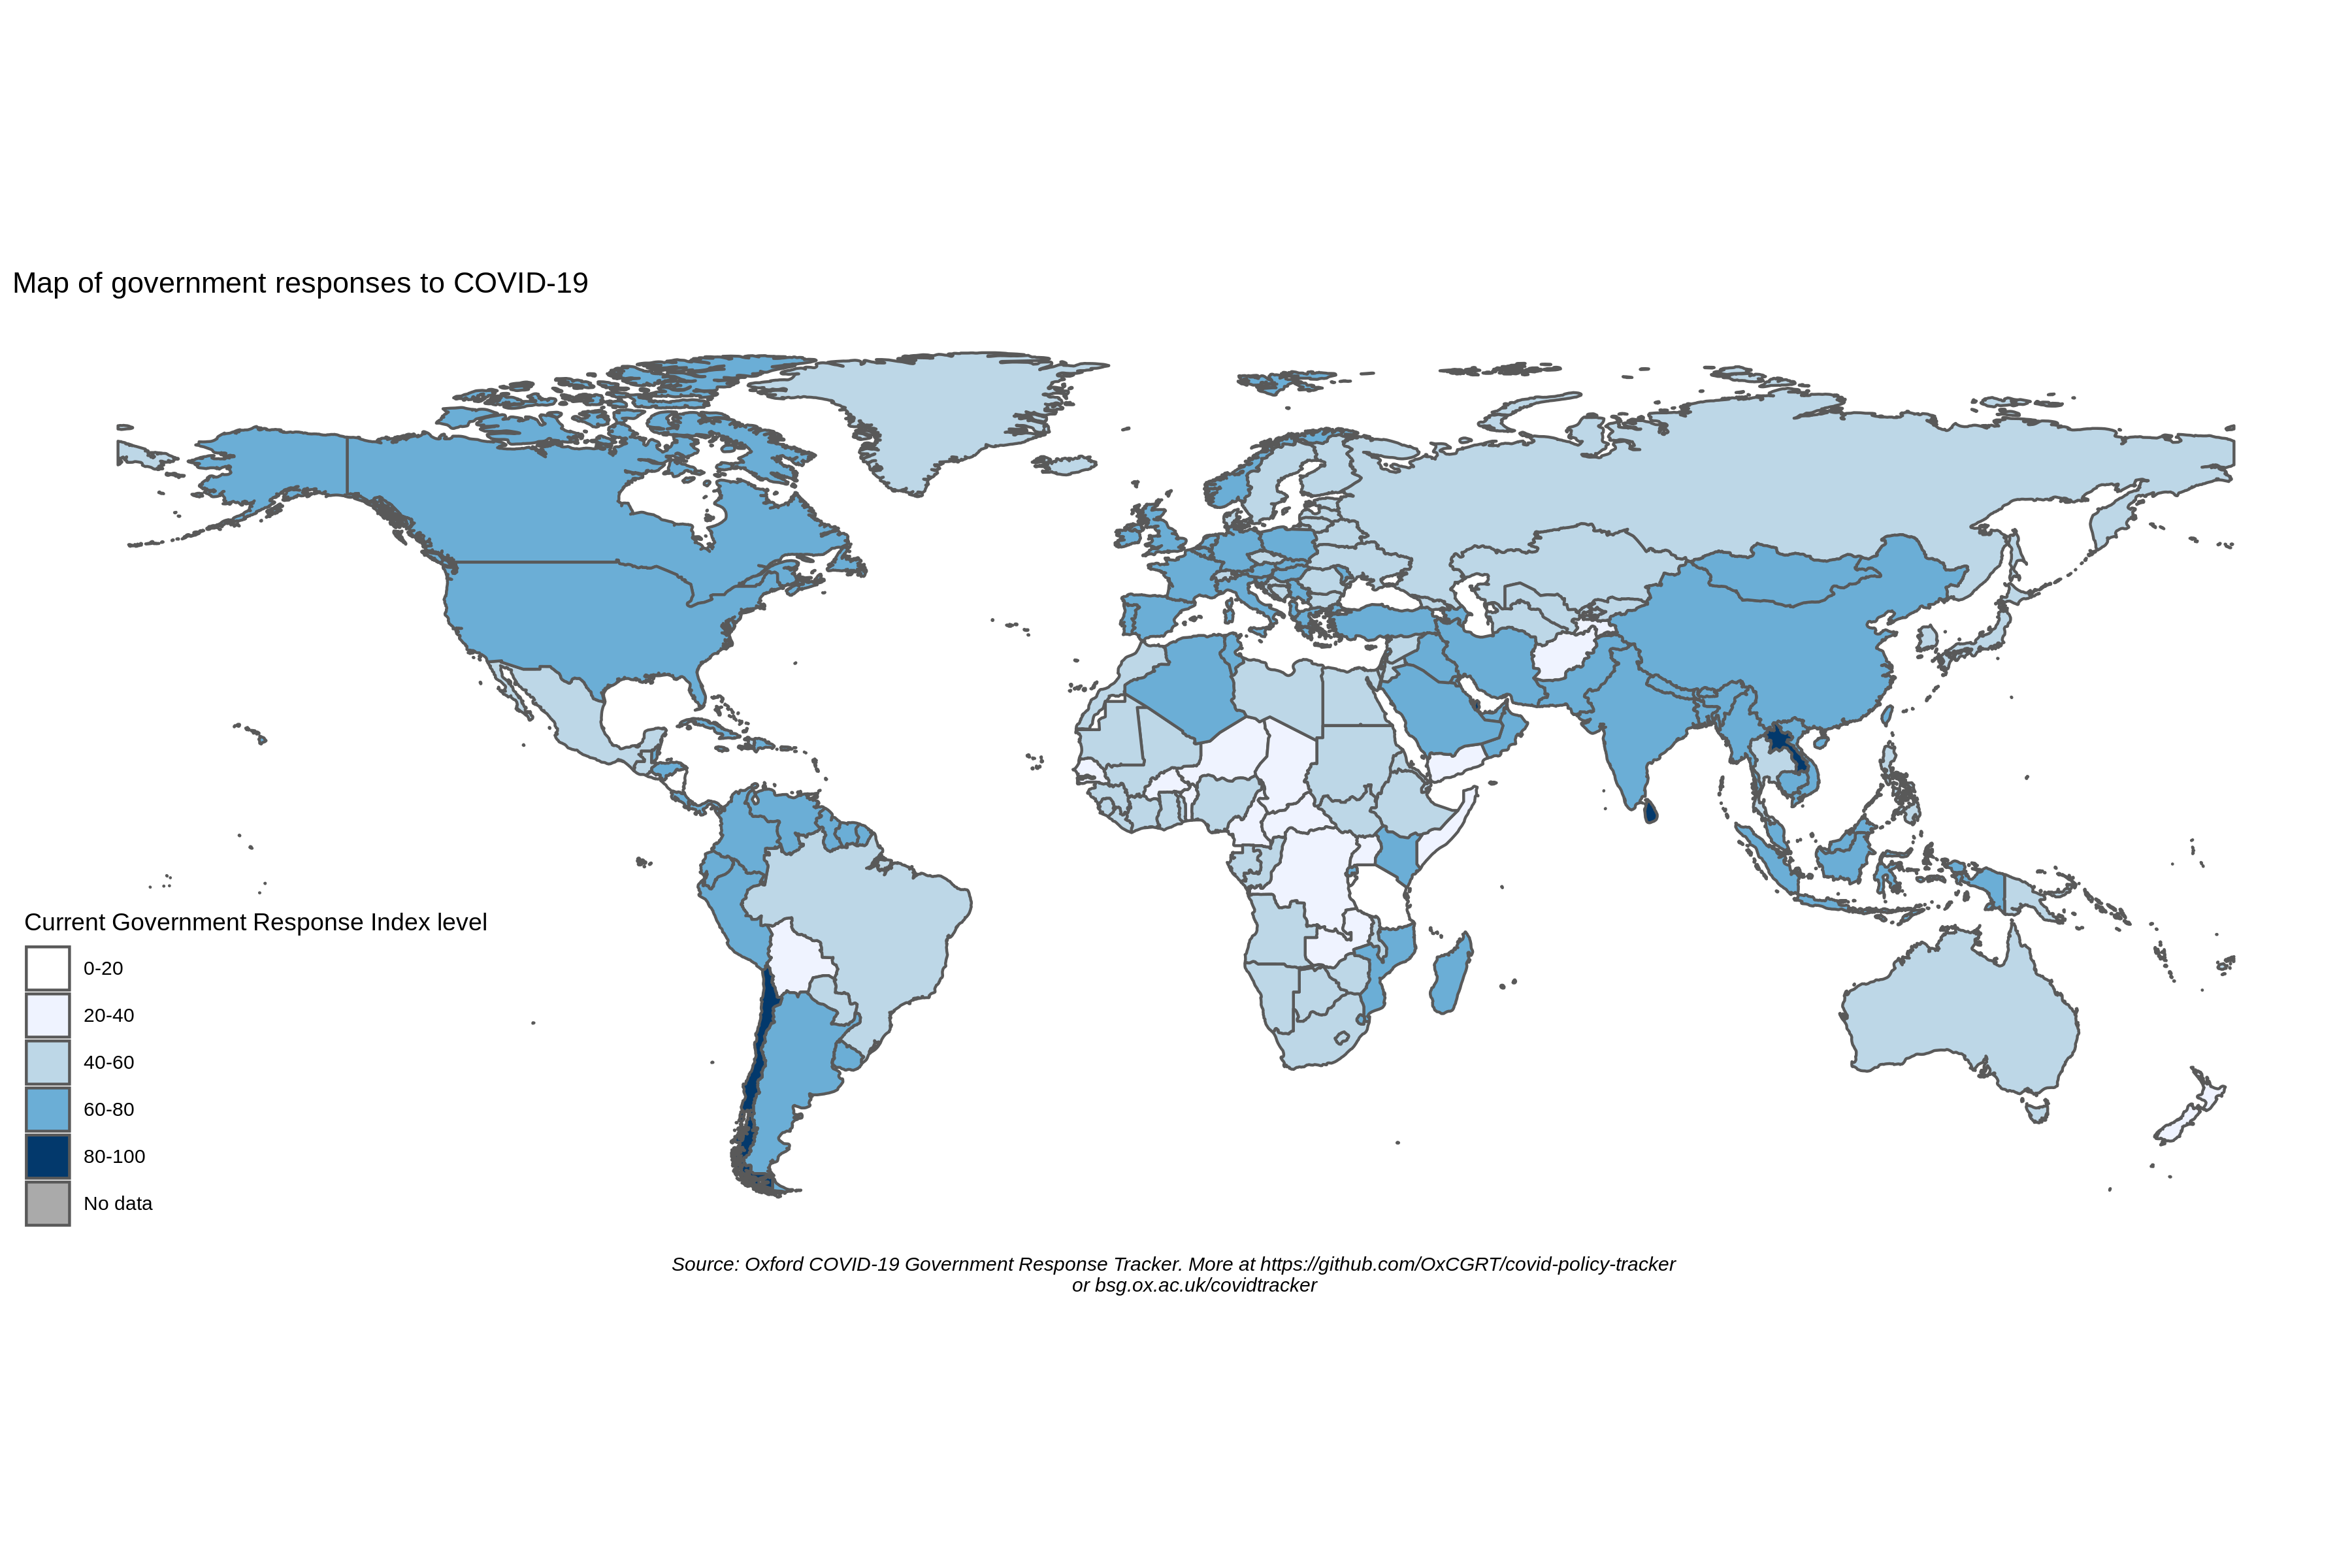 Map of government responses to COVID-19
Current Government Response Index level
0-20
20-40
40-60
60-80
80-100
No data
Source: Oxford COVID-19 Government Response Tracker. More at https://github.com/OxCGRT/covid-policy-tracker
or bsg.ox.ac.uk/covidtracker